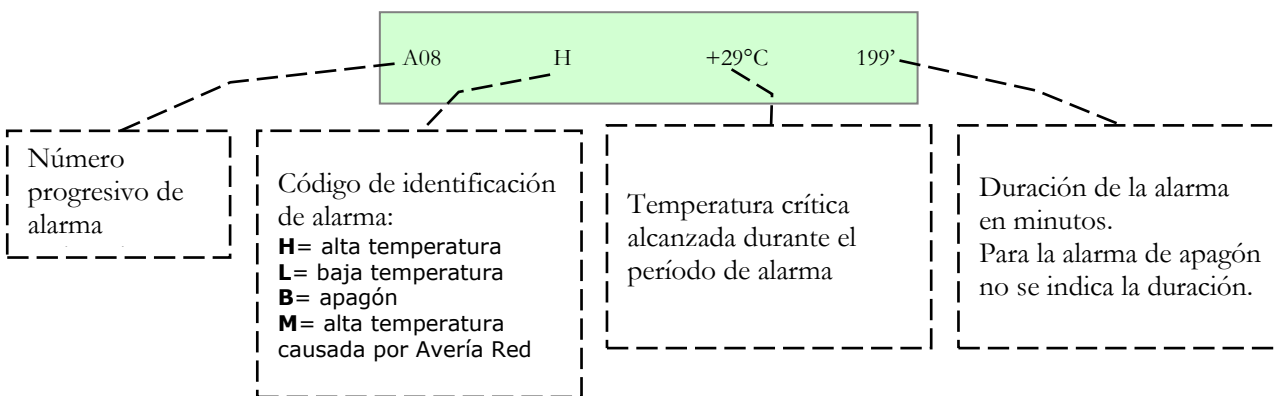 A08 H +29°C 199’
Número
progresivo de
alarma
Código de identificación
de alarma:
H= alta temperatura
L= baja temperatura
B= apagón
M= alta temperatura
causada por Avería Red
Temperatura crítica
alcanzada durante el
período de alarma
Duración de la alarma
en minutos.
Para la alarma de apagón
no se indica la duración.